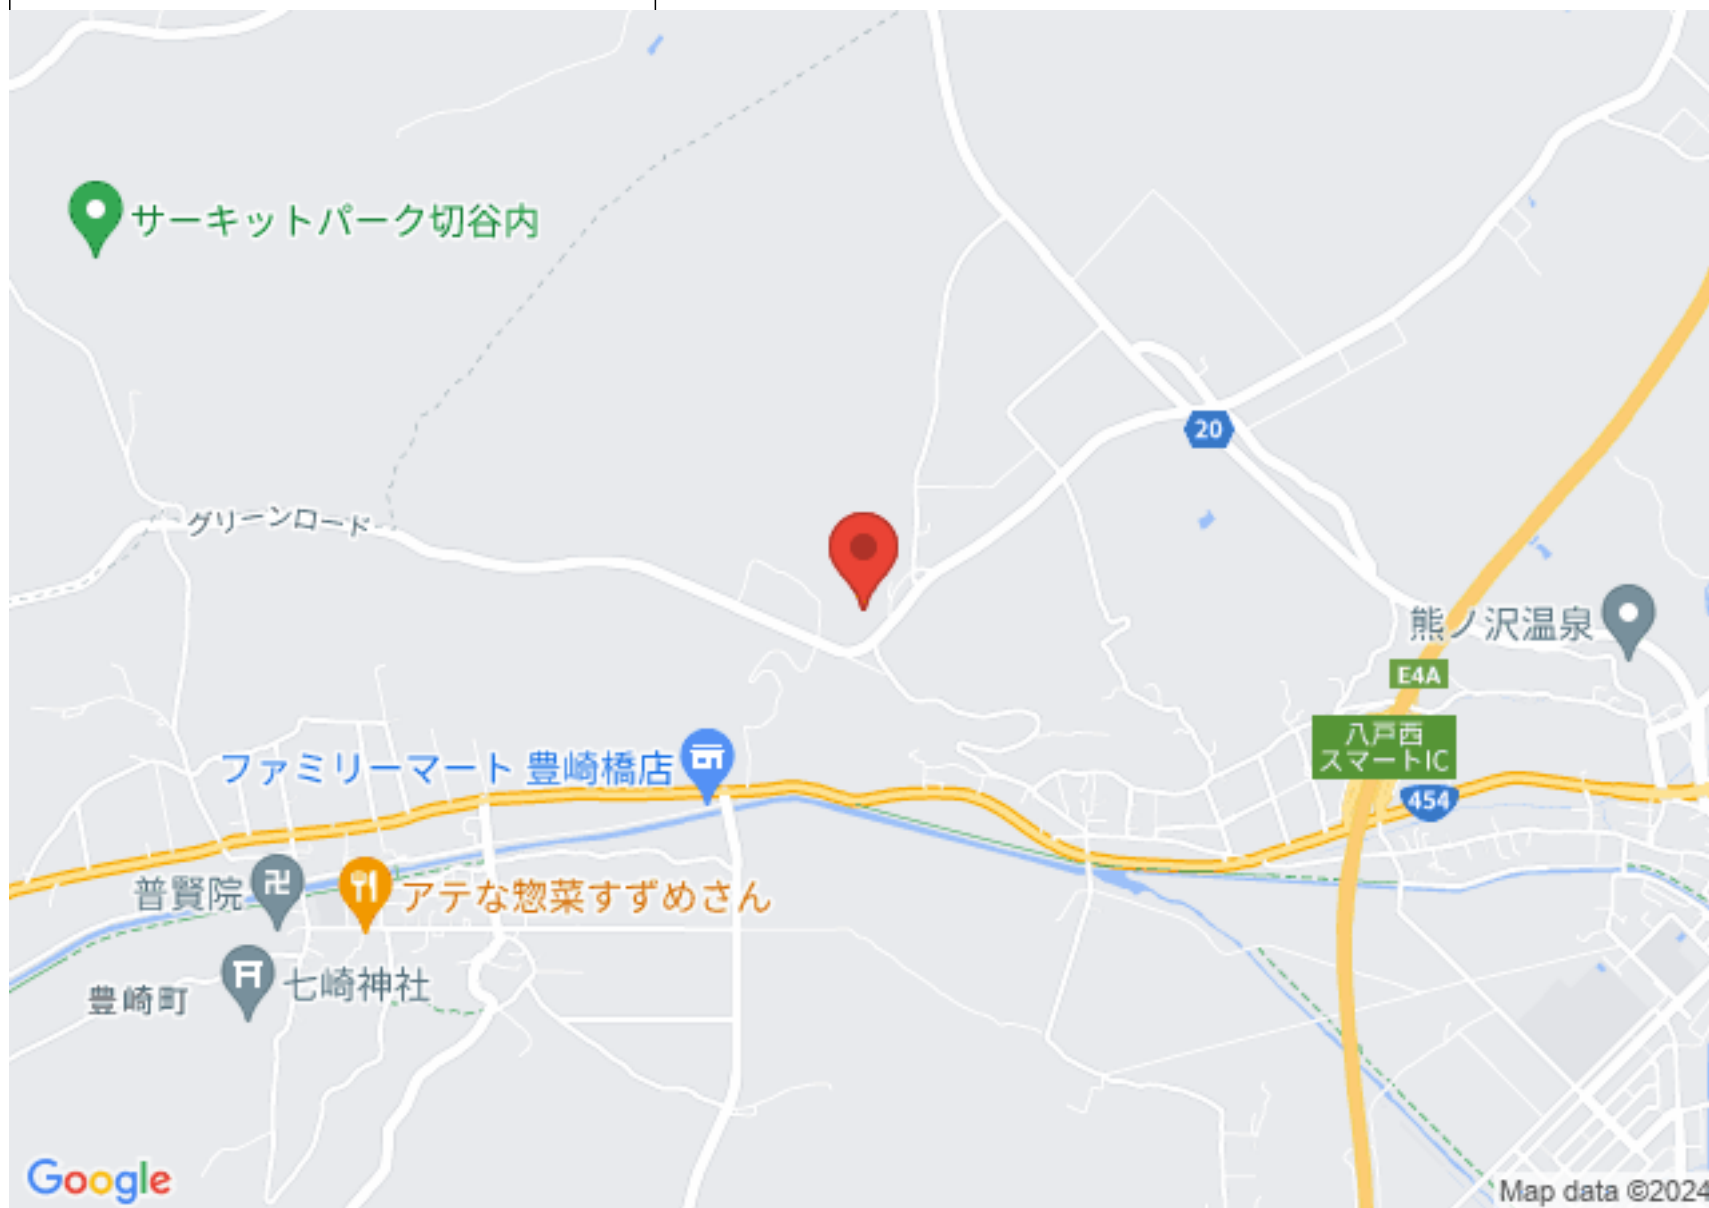 サーキットパーク切谷内
20
グリーンロード
熊ノ沢温泉
E4A
八戸西
スマートIC
ファミリーマート 豊崎橋店
454
普賢院
アテな惣菜すずめさん
七崎神社
豊崎町
Google
Map data ©2024